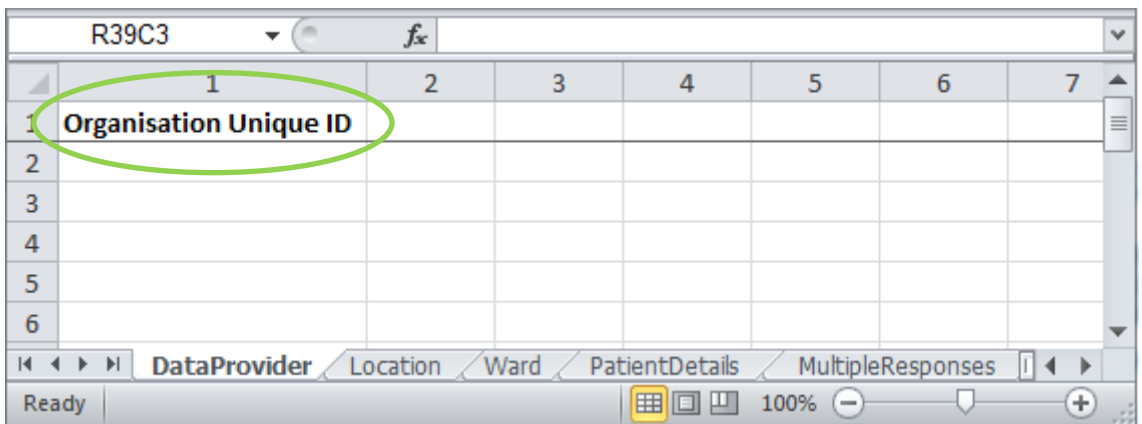 R39C3 fx
1 2 3 4 5 6 7
1 Organisation Unique ID
2
3
4
5
6
DataProvider Location Ward PatientDetails MultipleResponses
Ready 100%